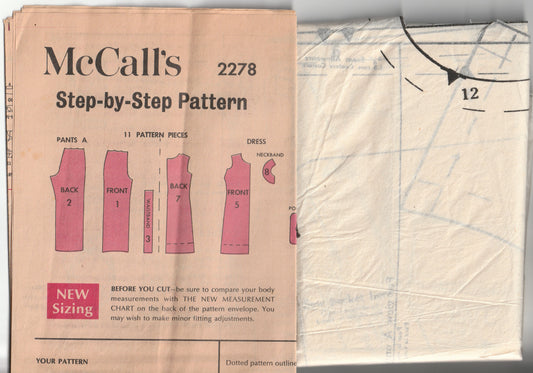 McCall's 2278
Step-by-Step Pattern
11 PATTERN PIECES
PANTS A
DRESS
NECKBAND
8
BACK
2
FRONT
1
WAISTBAND
3
BACK
7
FRONT
5
PO
NEW
Sizing
BEFORE YOU CUT—be sure to compare your body
measurements with THE NEW MEASUREMENT
CHART on the back of the pattern envelope. You
may wish to make minor fitting adjustments.
YOUR PATTERN
Dotted pattern outline
12